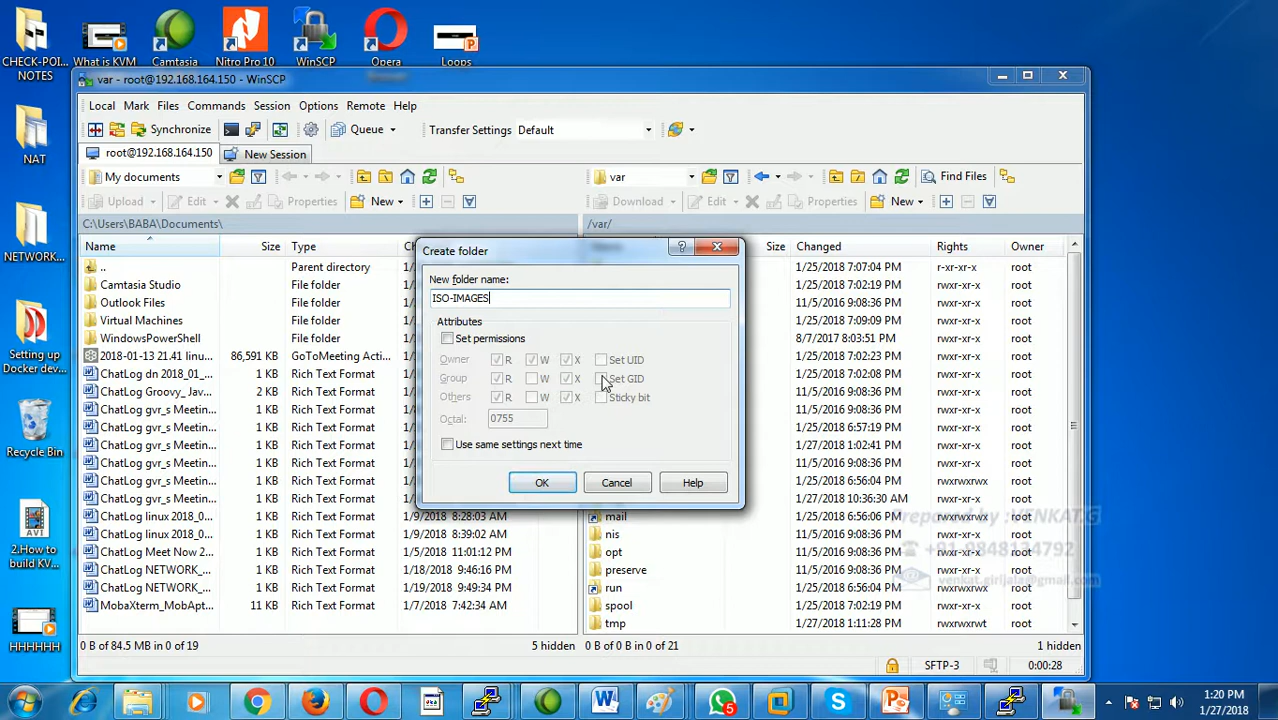 CHECK-POI...
NOTES
What is KVM
Camtasia
Nitro Pro 10
WinSCP
Opera
Loops
NAT
NETWORK...
Setting up
Docker dev...
Recycle Bin
2.How to
build KV...
HHHHHH
var - root@192.168.164.150 - WinSCP
Local Mark Files Commands Session Options Remote Help
Synchronize Queue Transfer Settings Default
root@192.168.164.150 New Session
My documents var Find Files
Upload Edit Properties New Download Edit Properties New
C:\Users\BABA\Documents\ /var/
Name Size Type Size Changed Rights Owner
.. Parent directory 1/25/2018 7:07:04 PM r-xr-xr-x root
Camtasia Studio File folder 1/25/2018 7:02:19 PM rwxr-xr-x root
Outlook Files File folder 11/5/2016 9:08:36 PM rwxr-xr-x root
Virtual Machines File folder 1/25/2018 7:09:09 PM rwxr-xr-x root
WindowsPowerShell File folder 8/7/2017 8:03:51 PM rwxr-xr-x root
2018-01-13 21.41 linu... 86,591 KB GoToMeeting Acti... 1/25/2018 7:02:23 PM rwxr-xr-x root
ChatLog dn 2018_01_... 1 KB Rich Text Format 1/25/2018 7:02:23 PM rwxr-xr-x root
ChatLog Groovy_ Javc... 2 KB Rich Text Format 11/5/2016 9:08:36 PM rwxr-xr-x root
ChatLog gvr_s Meetin... 1 KB Rich Text Format 1/25/2018 6:57:19 PM rwxr-xr-x root
ChatLog gvr_s Meetin... 1 KB Rich Text Format 1/27/2018 1:02:41 PM rwxr-xr-x root
ChatLog gvr_s Meetin... 1 KB Rich Text Format 11/5/2016 9:08:36 PM rwxr-xr-x root
ChatLog gvr_s Meetin... 1 KB Rich Text Format 1/25/2018 6:56:04 PM rwxr-xr-x root
ChatLog gvr_s Meetin... 1 KB Rich Text Format 1/27/2018 10:36:30 AM rwxr-xr-x root
ChatLog linux 2018_0... 1 KB Rich Text Format 1/9/2018 8:28:03 AM mail 1/25/2018 6:56:06 PM rwxrwxrwx root
ChatLog linux 2018_0... 1 KB Rich Text Format 1/9/2018 8:39:02 AM nis 11/5/2016 9:08:36 PM rwxr-xr-x root
ChatLog Meet Now 2... 1 KB Rich Text Format 1/5/2018 11:01:12 PM opt 11/5/2016 9:08:36 PM rwxr-xr-x root
ChatLog NETWORK_... 1 KB Rich Text Format 1/18/2018 9:46:16 PM preserve 11/5/2016 9:08:36 PM rwxr-xr-x root
ChatLog NETWORK_... 1 KB Rich Text Format 1/19/2018 9:49:34 PM run 1/25/2018 6:56:04 PM rwxrwxrwx root
MobaXterm_MobApt... 11 KB Rich Text Format 1/7/2018 7:42:34 AM spool 1/25/2018 7:02:19 PM rwxr-xr-x root
tmp 1/27/2018 1:11:28 PM rwxrwxrwt root
0 B of 84.5 MB in 0 of 19 5 hidden 0 B of 0 B in 0 of 21 1 hidden
SFTP-3 0:00:28
Create folder
New folder name:
ISO-IMAGES
Attributes
Set permissions
Owner R W X Set UID
Group R W X Set GID
Others R W X Sticky bit
Octal: 0755
Use same settings next time
OK Cancel Help
Prepared by :VENKAT.G
+91 9848134792
venkat.girijala@gmail.com
5
1:20 PM
1/27/2018